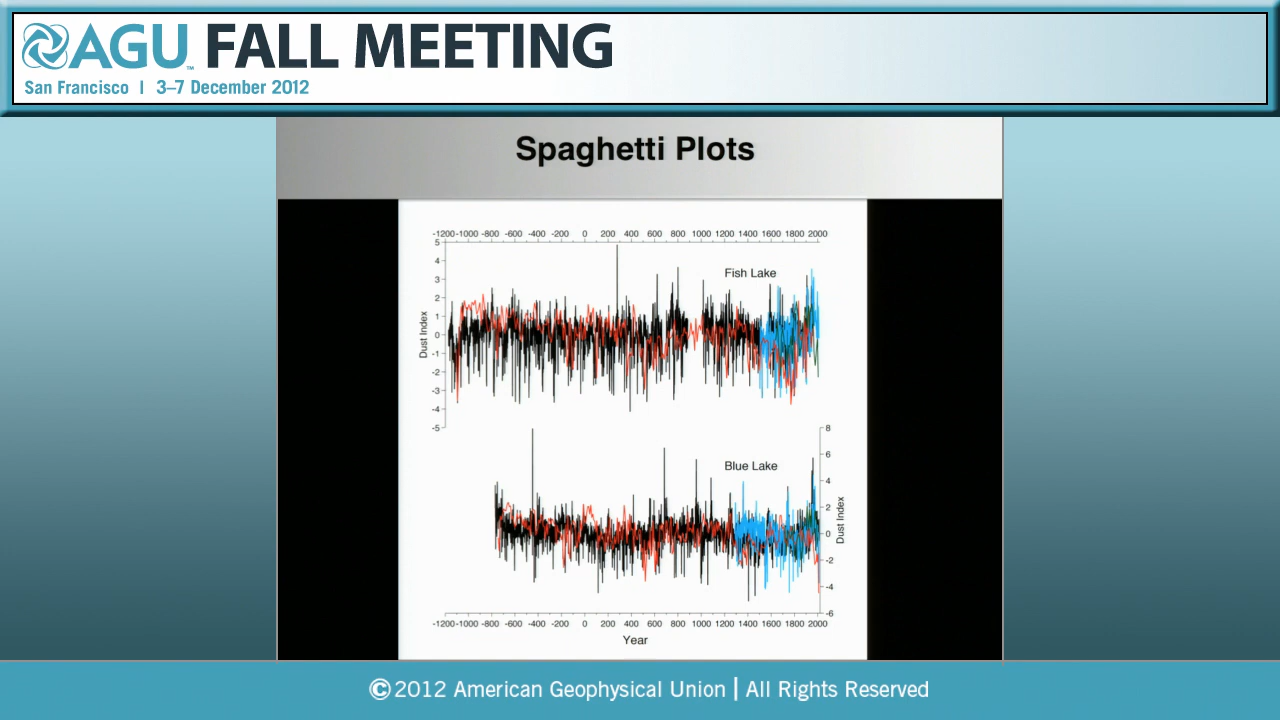 AGU™ FALL MEETING
San Francisco | 3–7 December 2012
Spaghetti Plots
-1200 -1000 -800 -600 -400 -200 0 200 400 600 800 1000 1200 1400 1600 1800 2000
5
4
3
2
1
0
-1
-2
-3
-4
-5
Dust Index
Fish Lake
8
6
4
2
0
-2
-4
-6
Dust Index
Blue Lake
-1200 -1000 -800 -600 -400 -200 0 200 400 600 800 1000 1200 1400 1600 1800 2000
Year
©2012 American Geophysical Union | All Rights Reserved